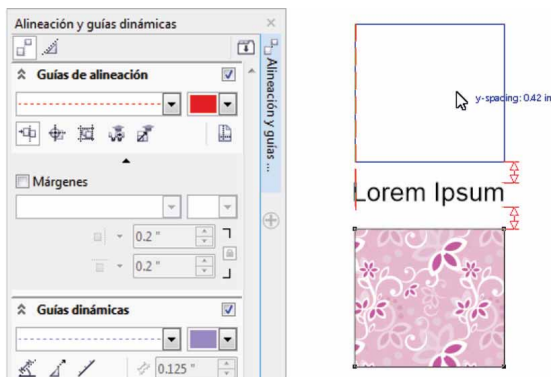 Alineación y guías dinámicas
Guías de alineación
Márgenes
0.2 "
0.2 "
Guías dinámicas
0.125 "
Alineación y guías ...
y-spacing: 0.42 in
Lorem Ipsum